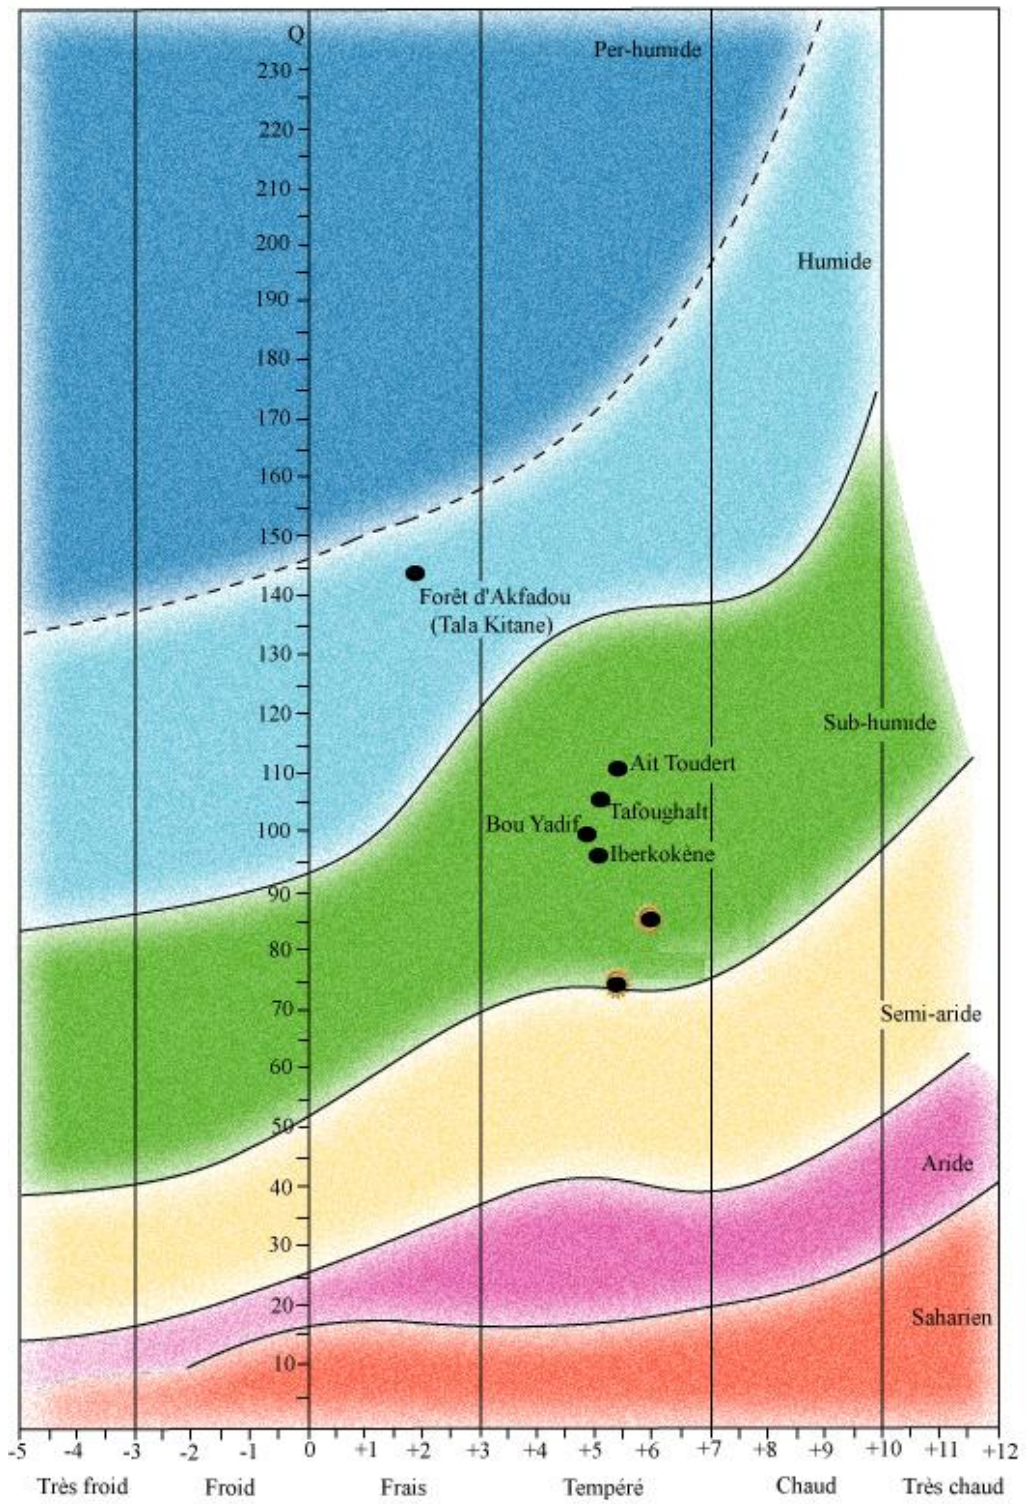 Q
Per-humide
230
220
210
200
Humide
190
180
170
160
150
140
Forêt d'Akfadou
(Tala Kitane)
130
120
Sub-humide
110
Ait Toudert
Tafoughalt
100
Bou Yadif
Iberkokène
90
80
70
Semi-aride
60
50
40
Aride
30
20
Saharien
10
-5 -4 -3 -2 -1 0 +1 +2 +3 +4 +5 +6 +7 +8 +9 +10 +11 +12
Très froid Froid Frais Tempéré Chaud Très chaud